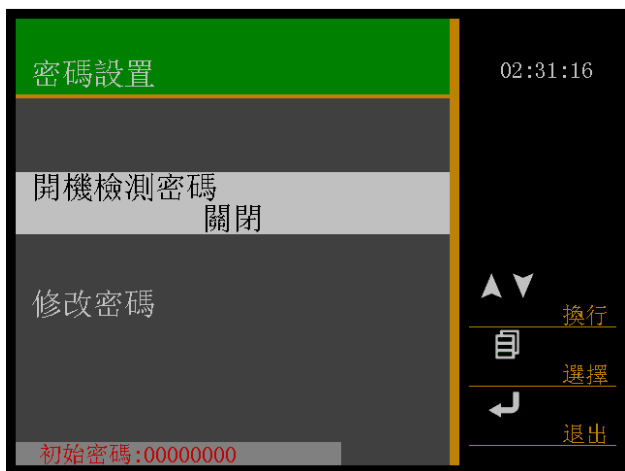 密碼設置
02:31:16
開機檢測密碼
關閉
修改密碼
換行
選擇
退出
初始密碼:00000000